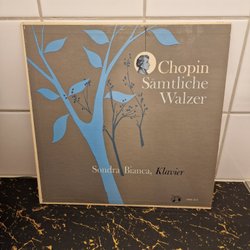 Chopin
Sämtliche
Walzer
Sondra Bianca, Klavier